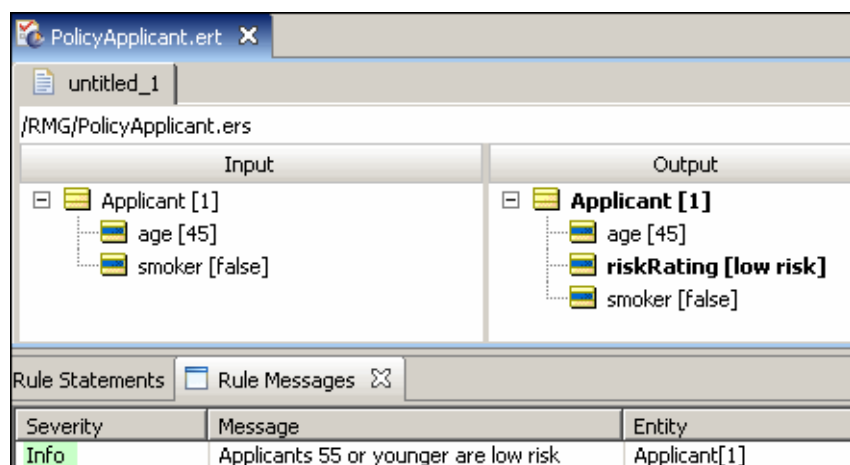 PolicyApplicant.ert
untitled_1
/RMG/PolicyApplicant.ers
Input Output
Applicant [1] Applicant [1]
age [45] age [45]
smoker [false] riskRating [low risk]
smoker [false]
Rule Statements Rule Messages
Severity Message Entity
Info Applicants 55 or younger are low risk Applicant[1]